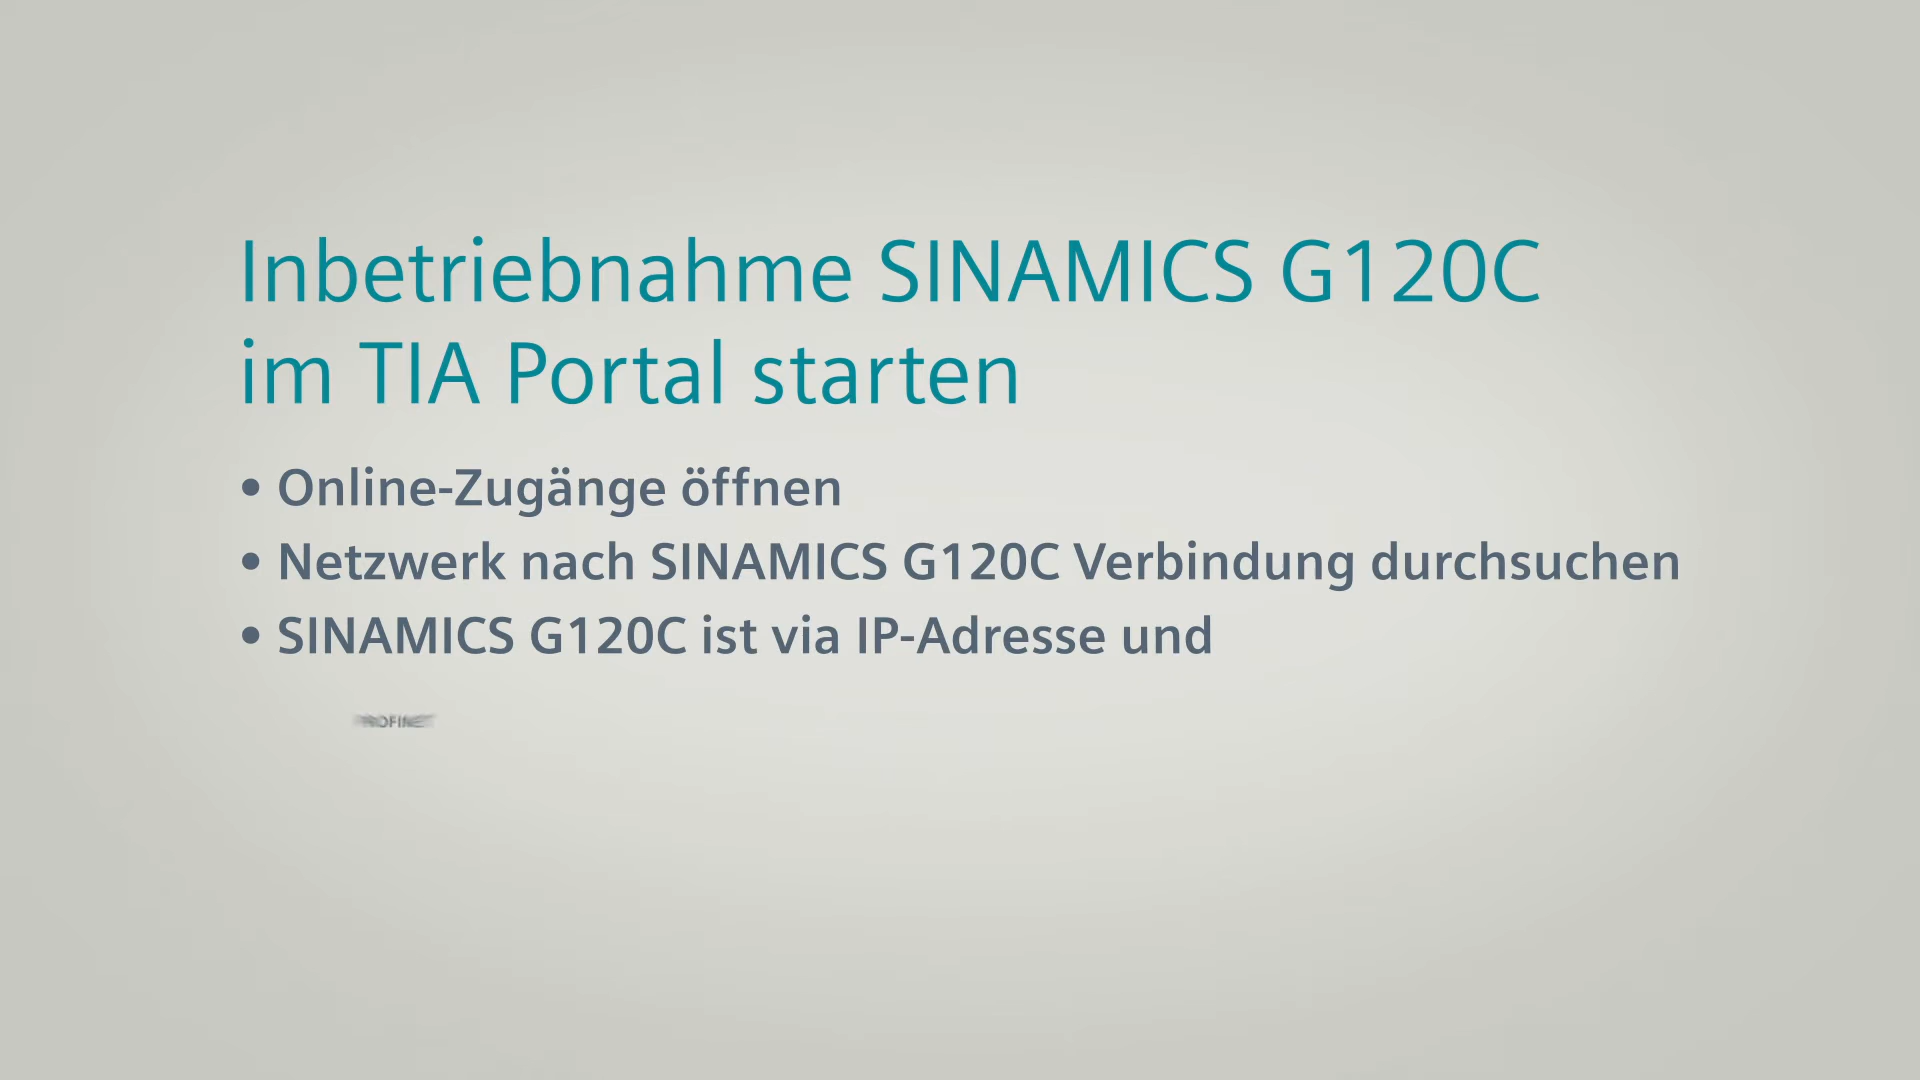 Inbetriebnahme SINAMICS G120C
im TIA Portal starten
• Online-Zugänge öffnen
• Netzwerk nach SINAMICS G120C Verbindung durchsuchen
• SINAMICS G120C ist via IP-Adresse und